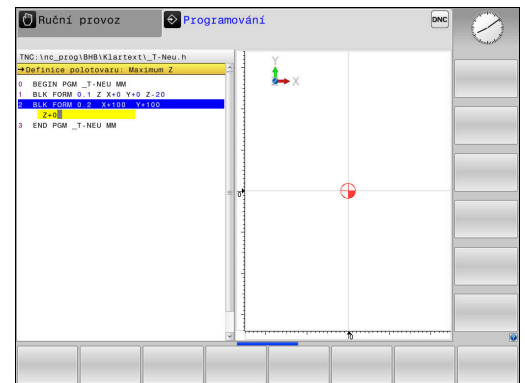 Ruční provoz
Programování
DNC
TNC:\nc_prog\BHB\Klartext\_T-Neu.h
→Definice polotovaru: Maximum Z
0 BEGIN PGM _T-NEU MM
1 BLK FORM 0.1 Z X+0 Y+0 Z-20
2 BLK FORM 0.2 X+100 Y+100
Z+0
3 END PGM _T-NEU MM
Y
X
0
0